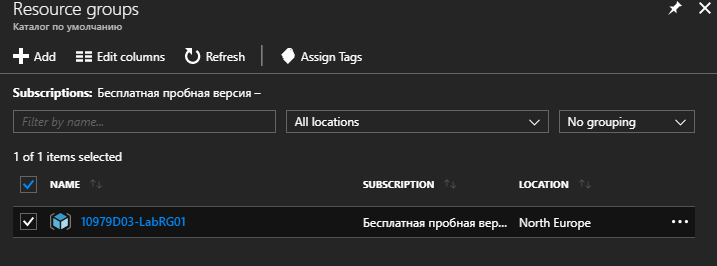 Resource groups
Каталог по умолчанию
Add Edit columns Refresh Assign Tags
Subscriptions: Бесплатная пробная версия –
Filter by name... All locations No grouping
1 of 1 items selected
NAME SUBSCRIPTION LOCATION
10979D03-LabRG01 Бесплатная пробная вер... North Europe